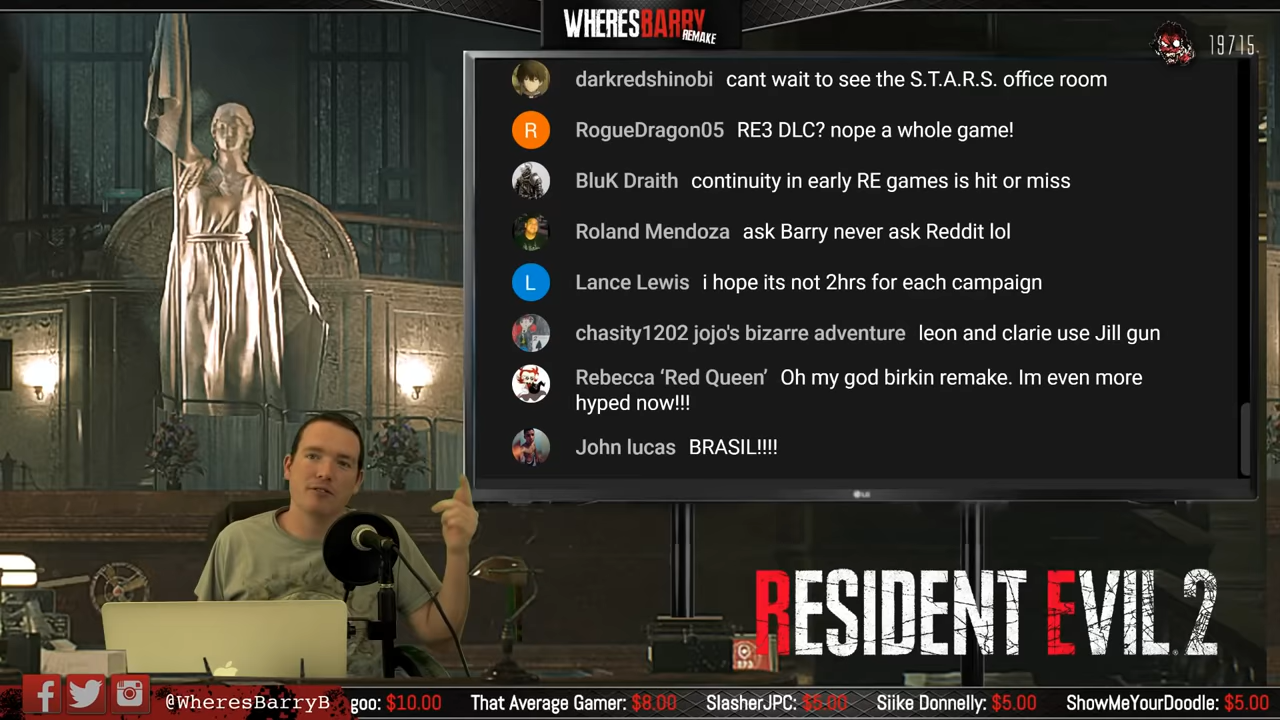 WHERESBARRY
REMAKE
19715
darkredshinobi cant wait to see the S.T.A.R.S. office room
R RogueDragon05 RE3 DLC? nope a whole game!
BluK Draith continuity in early RE games is hit or miss
Roland Mendoza ask Barry never ask Reddit lol
L Lance Lewis i hope its not 2hrs for each campaign
chasity1202 jojo's bizarre adventure leon and clarie use Jill gun
Rebecca ‘Red Queen’ Oh my god birkin remake. Im even more
hyped now!!!
John lucas BRASIL!!!!
LG
RESIDENT EVIL 2
@WheresBarryB goo: $10.00 That Average Gamer: $8.00 SlasherJPC: $5.00 Siike Donnelly: $5.00 ShowMeYourDoodle: $5.00